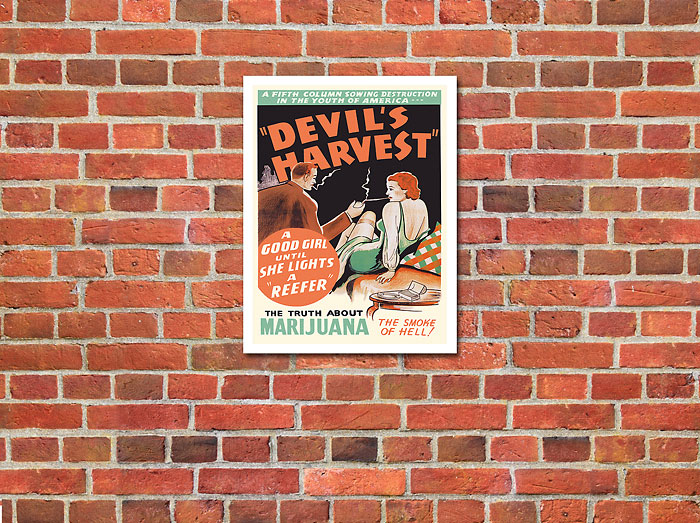 A FIFTH COLUMN SOWING DESTRUCTION
IN THE YOUTH OF AMERICA---
"DEVIL'S
HARVEST"
A
GOOD GIRL
UNTIL
SHE LIGHTS
A
"REEFER"
THE TRUTH ABOUT
MARIJUANA
THE SMOKE
OF HELL!